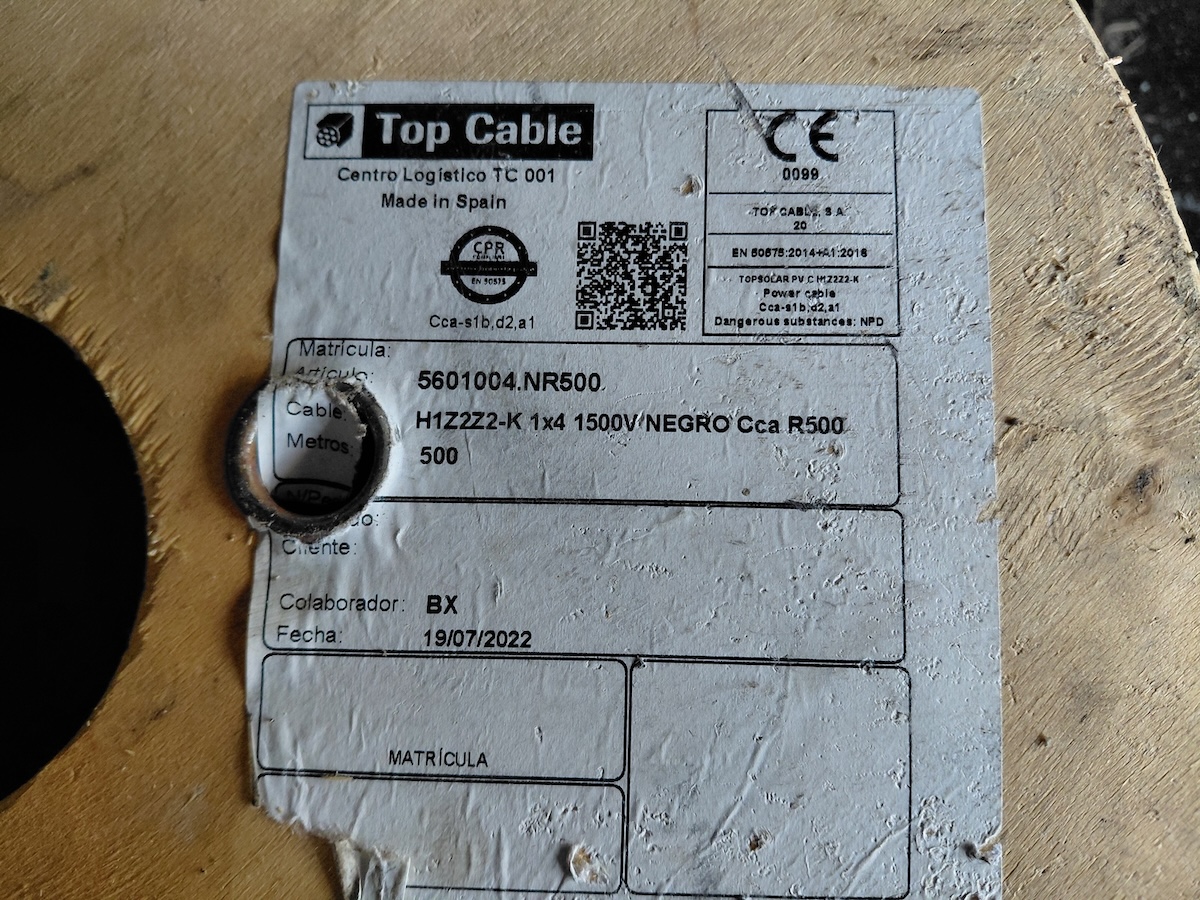 Top Cable
Centro Logístico TC 001
Made in Spain
CPR
EN 50575
Cca-s1b,d2,a1
CE
0099
TOP CABLE, S.A.
20
EN 50575:2014+A1:2016
TOPSOLAR PV C H1Z2Z2-K
Power cable
Cca-s1b,d2,a1
Dangerous substances: NPD
Matrícula:
Artículo: 5601004.NR500
Cable: H1Z2Z2-K 1x4 1500V NEGRO Cca R500
Metros: 500
Cliente:
Colaborador: BX
Fecha: 19/07/2022
MATRÍCULA